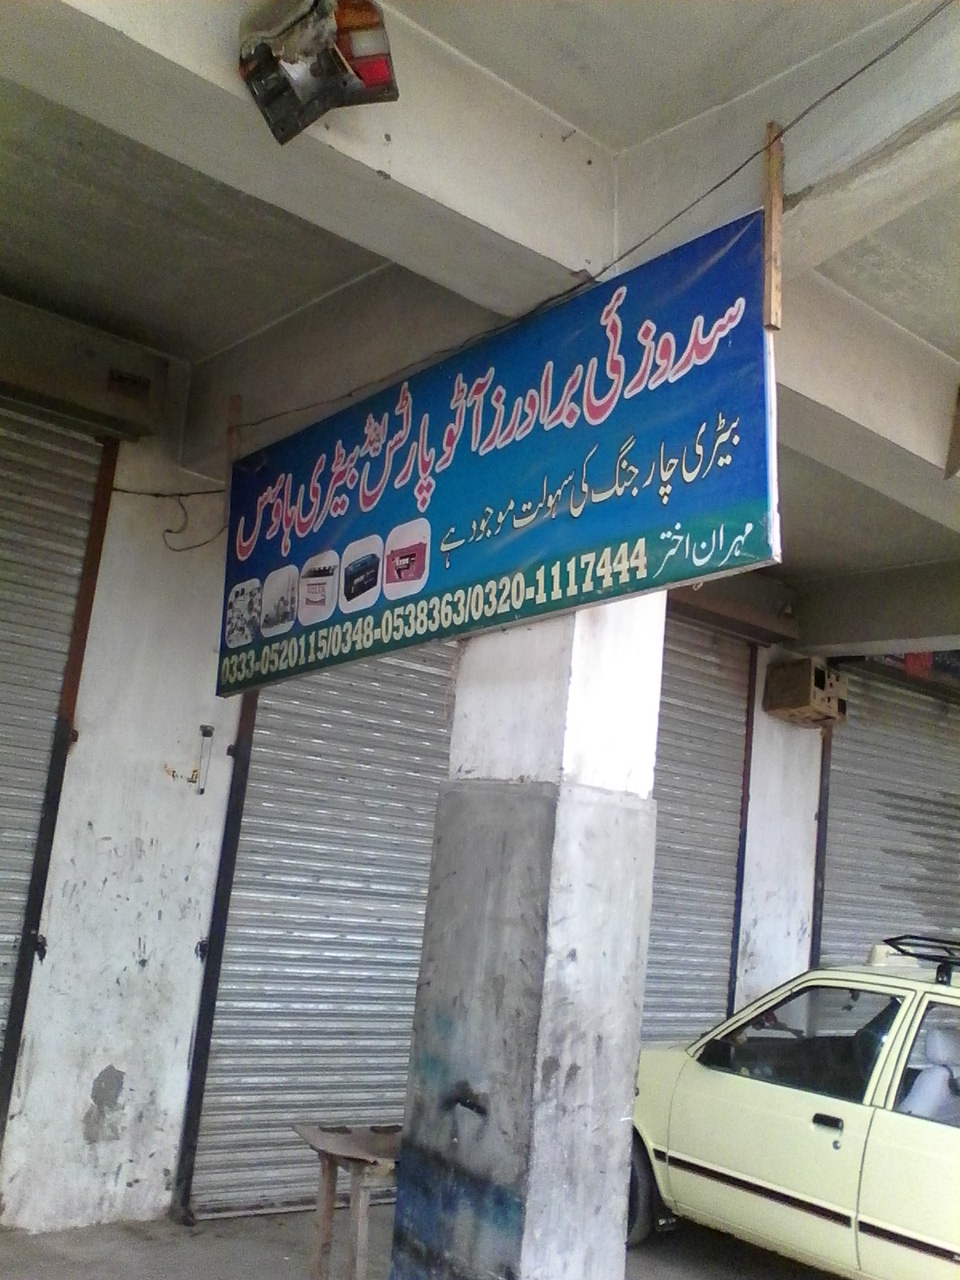 سدوزئی برادرز آٹو پارٹس اینڈ بیٹری ہاؤس
بیٹری چارجنگ کی سہولت موجود ہے
مہران اختر
0333-0520115/0348-0538363/0320-1117444
VOLTA